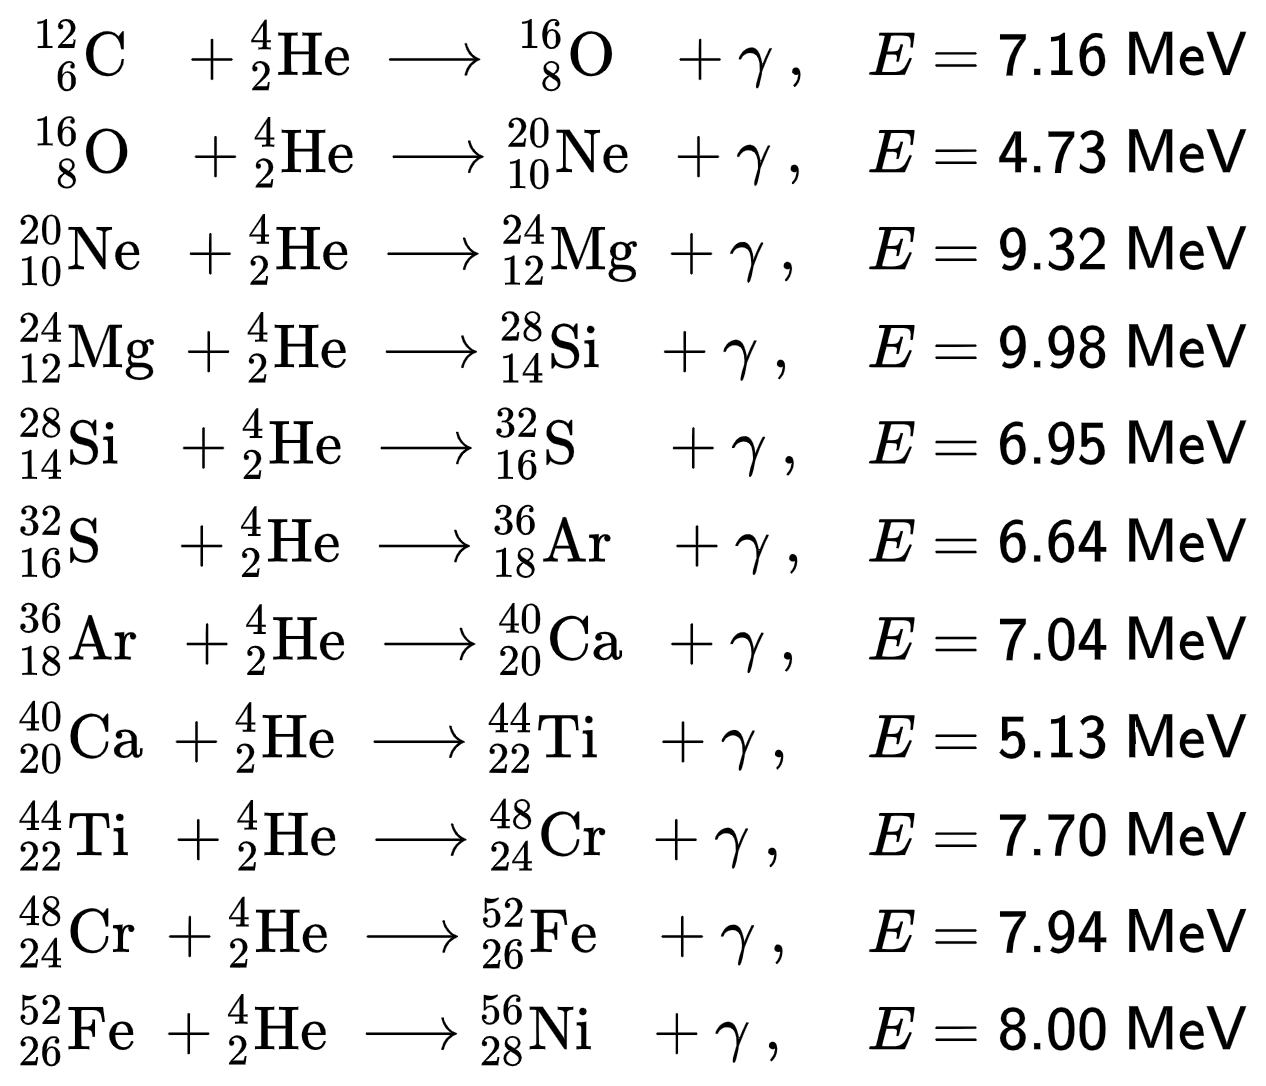 ¹²₆C + ⁴₂He ⟶ ¹⁶₈O + γ , E = 7.16 MeV
¹⁶₈O + ⁴₂He ⟶ ²⁰₁₀Ne + γ , E = 4.73 MeV
²⁰₁₀Ne + ⁴₂He ⟶ ²⁴₁₂Mg + γ , E = 9.32 MeV
²⁴₁₂Mg + ⁴₂He ⟶ ²⁸₁₄Si + γ , E = 9.98 MeV
²⁸₁₄Si + ⁴₂He ⟶ ³²₁₆S + γ , E = 6.95 MeV
³²₁₆S + ⁴₂He ⟶ ³⁶₁₈Ar + γ , E = 6.64 MeV
³⁶₁₈Ar + ⁴₂He ⟶ ⁴⁰₂₀Ca + γ , E = 7.04 MeV
⁴⁰₂₀Ca + ⁴₂He ⟶ ⁴⁴₂₂Ti + γ , E = 5.13 MeV
⁴⁴₂₂Ti + ⁴₂He ⟶ ⁴⁸₂₄Cr + γ , E = 7.70 MeV
⁴⁸₂₄Cr + ⁴₂He ⟶ ⁵²₂₆Fe + γ , E = 7.94 MeV
⁵²₂₆Fe + ⁴₂He ⟶ ⁵⁶₂₈Ni + γ , E = 8.00 MeV